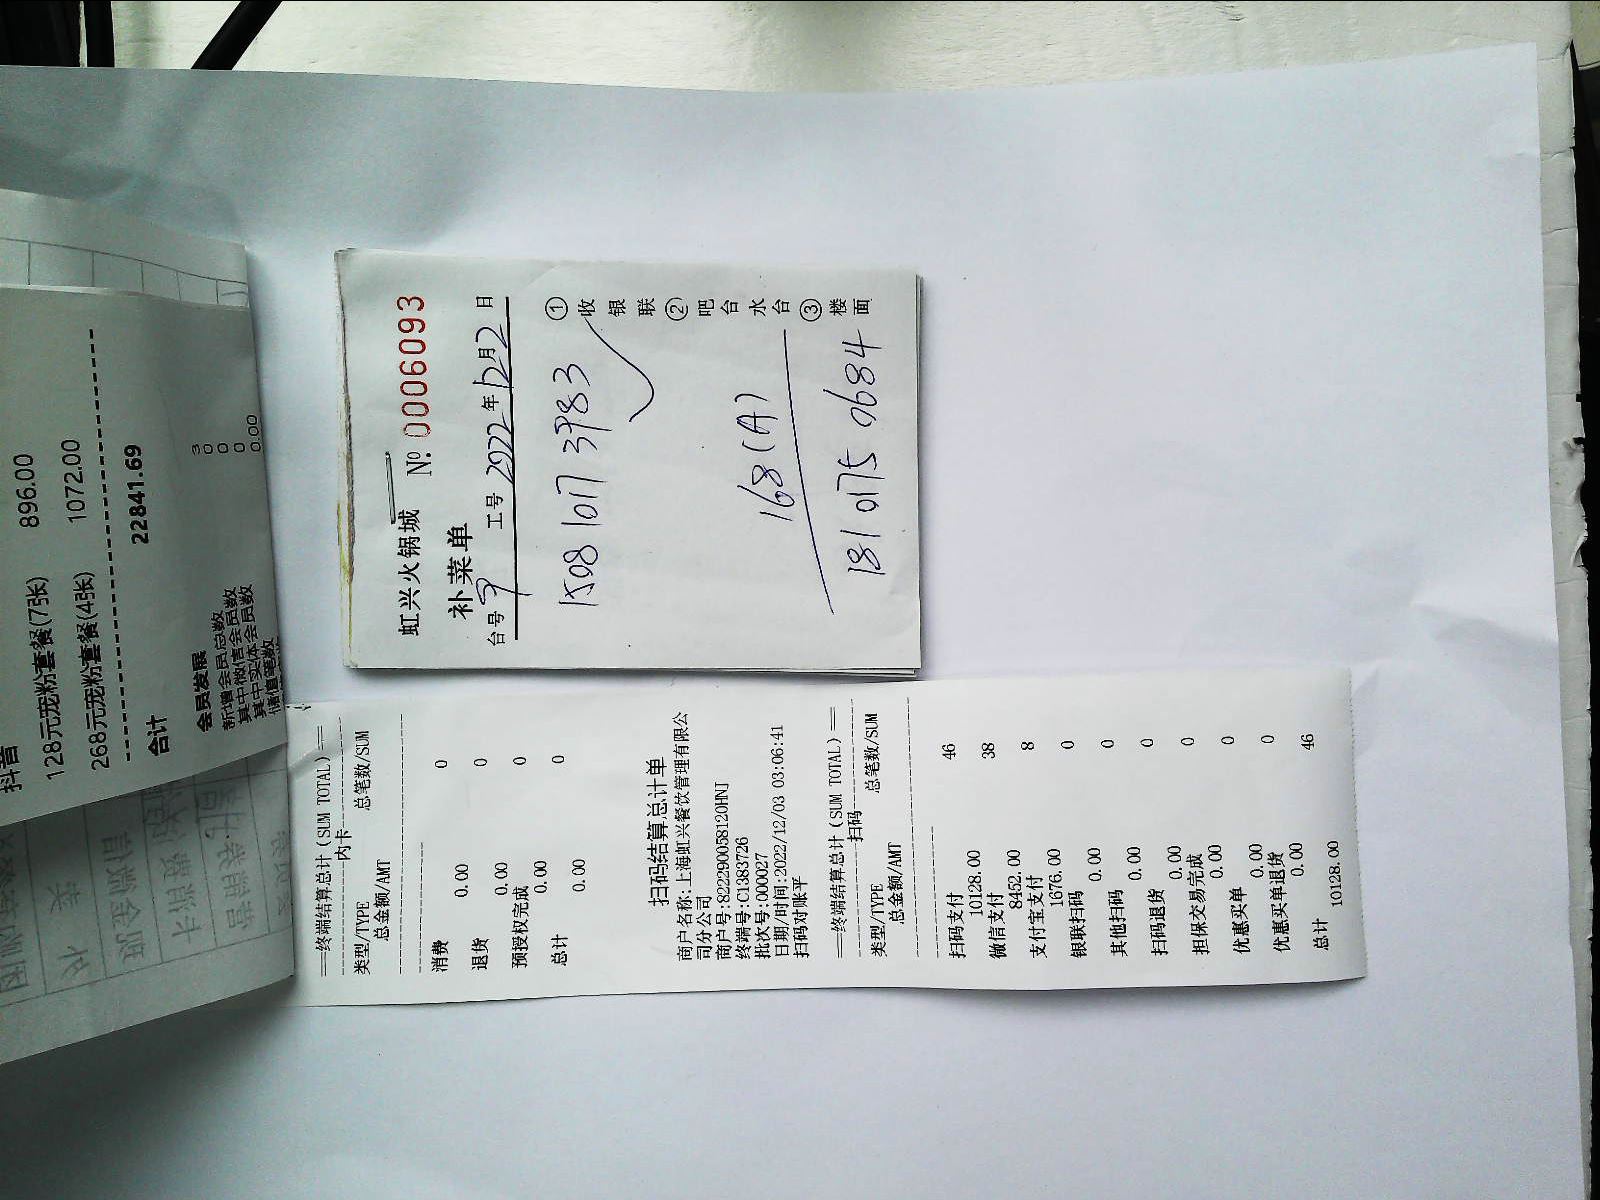 抖音
128元宠粉套餐(7张) 896.00
268元宠粉套餐(4张) 1072.00
合计 22841.69
会员发展
新增会员总数 3
其中微信会员数 0
其中实体会员数 0
储值笔数 0
0.00
虹兴火锅城 №: 0006093
补菜单
台号 工号 2022年12月2日
①收银联
②吧台水台
③楼面
168(A)
181 0175 0684
==终端结算总计(SUM TOTAL)==
内卡
类型/TYPE 总笔数/SUM
总金额/AMT
消费 0
0.00
退货 0
0.00
预授权完成 0
0.00
总计 0
0.00
扫码结算总计单
商户名称:上海虹兴餐饮管理有限公
司分公司
商户号:82229005812OHNJ
终端号:C1383726
批次号:000027
日期/时间:2022/12/03 03:06:41
扫码对账平
==终端结算总计(SUM TOTAL)==
扫码
类型/TYPE 总笔数/SUM
总金额/AMT
扫码支付 46
10128.00
微信支付 38
8452.00
支付宝支付 8
1676.00
银联扫码 0
0.00
其他扫码 0
0.00
扫码退货 0
0.00
担保交易完成 0
0.00
优惠买单 0
0.00
优惠买单退货 0
0.00
总计 46
10128.00